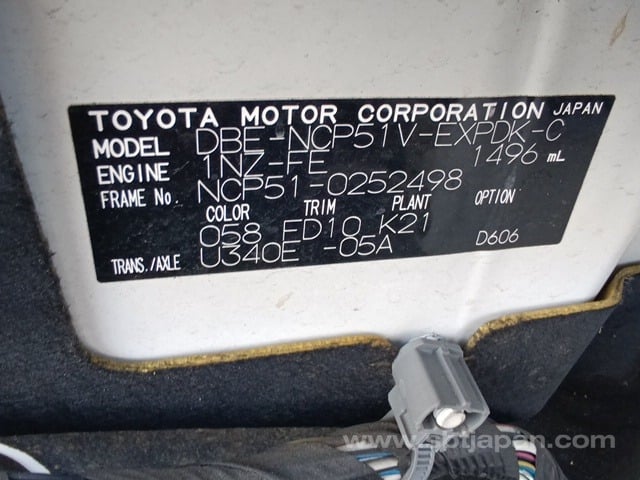 TOYOTA MOTOR CORPORATION JAPAN
MODEL DBE-NCP51V-EXPDK-C
ENGINE 1NZ-FE 1496 mL
FRAME No. NCP51-0252498
COLOR TRIM PLANT OPTION
058 FD10 K21
TRANS./AXLE U340E -05A D606
www.sbtjapan.com